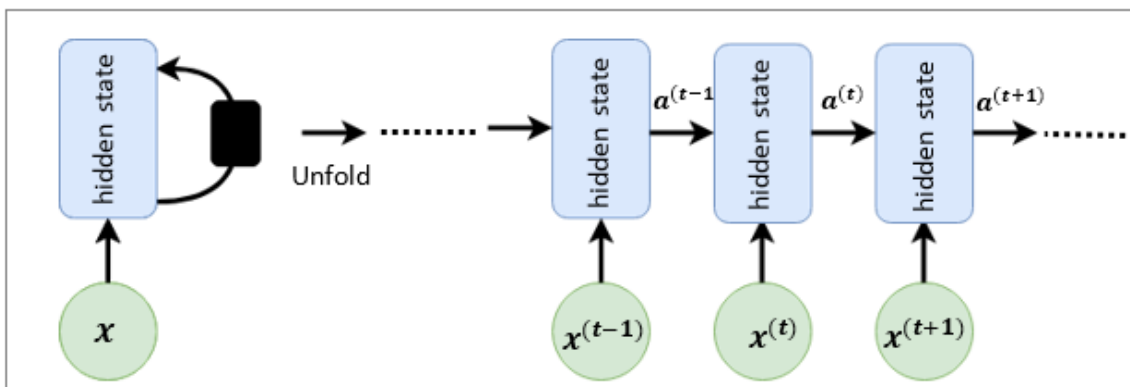 hidden state
Unfold
x
hidden state
a^(t-1
hidden state
a^(t)
hidden state
a^(t+1)
x^(t−1)
x^(t)
x^(t+1)